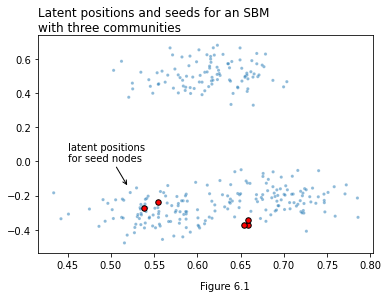 Latent positions and seeds for an SBM
with three communities
0.6
0.4
0.2
latent positions
for seed nodes
0.0
−0.2
−0.4
0.45 0.50 0.55 0.60 0.65 0.70 0.75 0.80
Figure 6.1